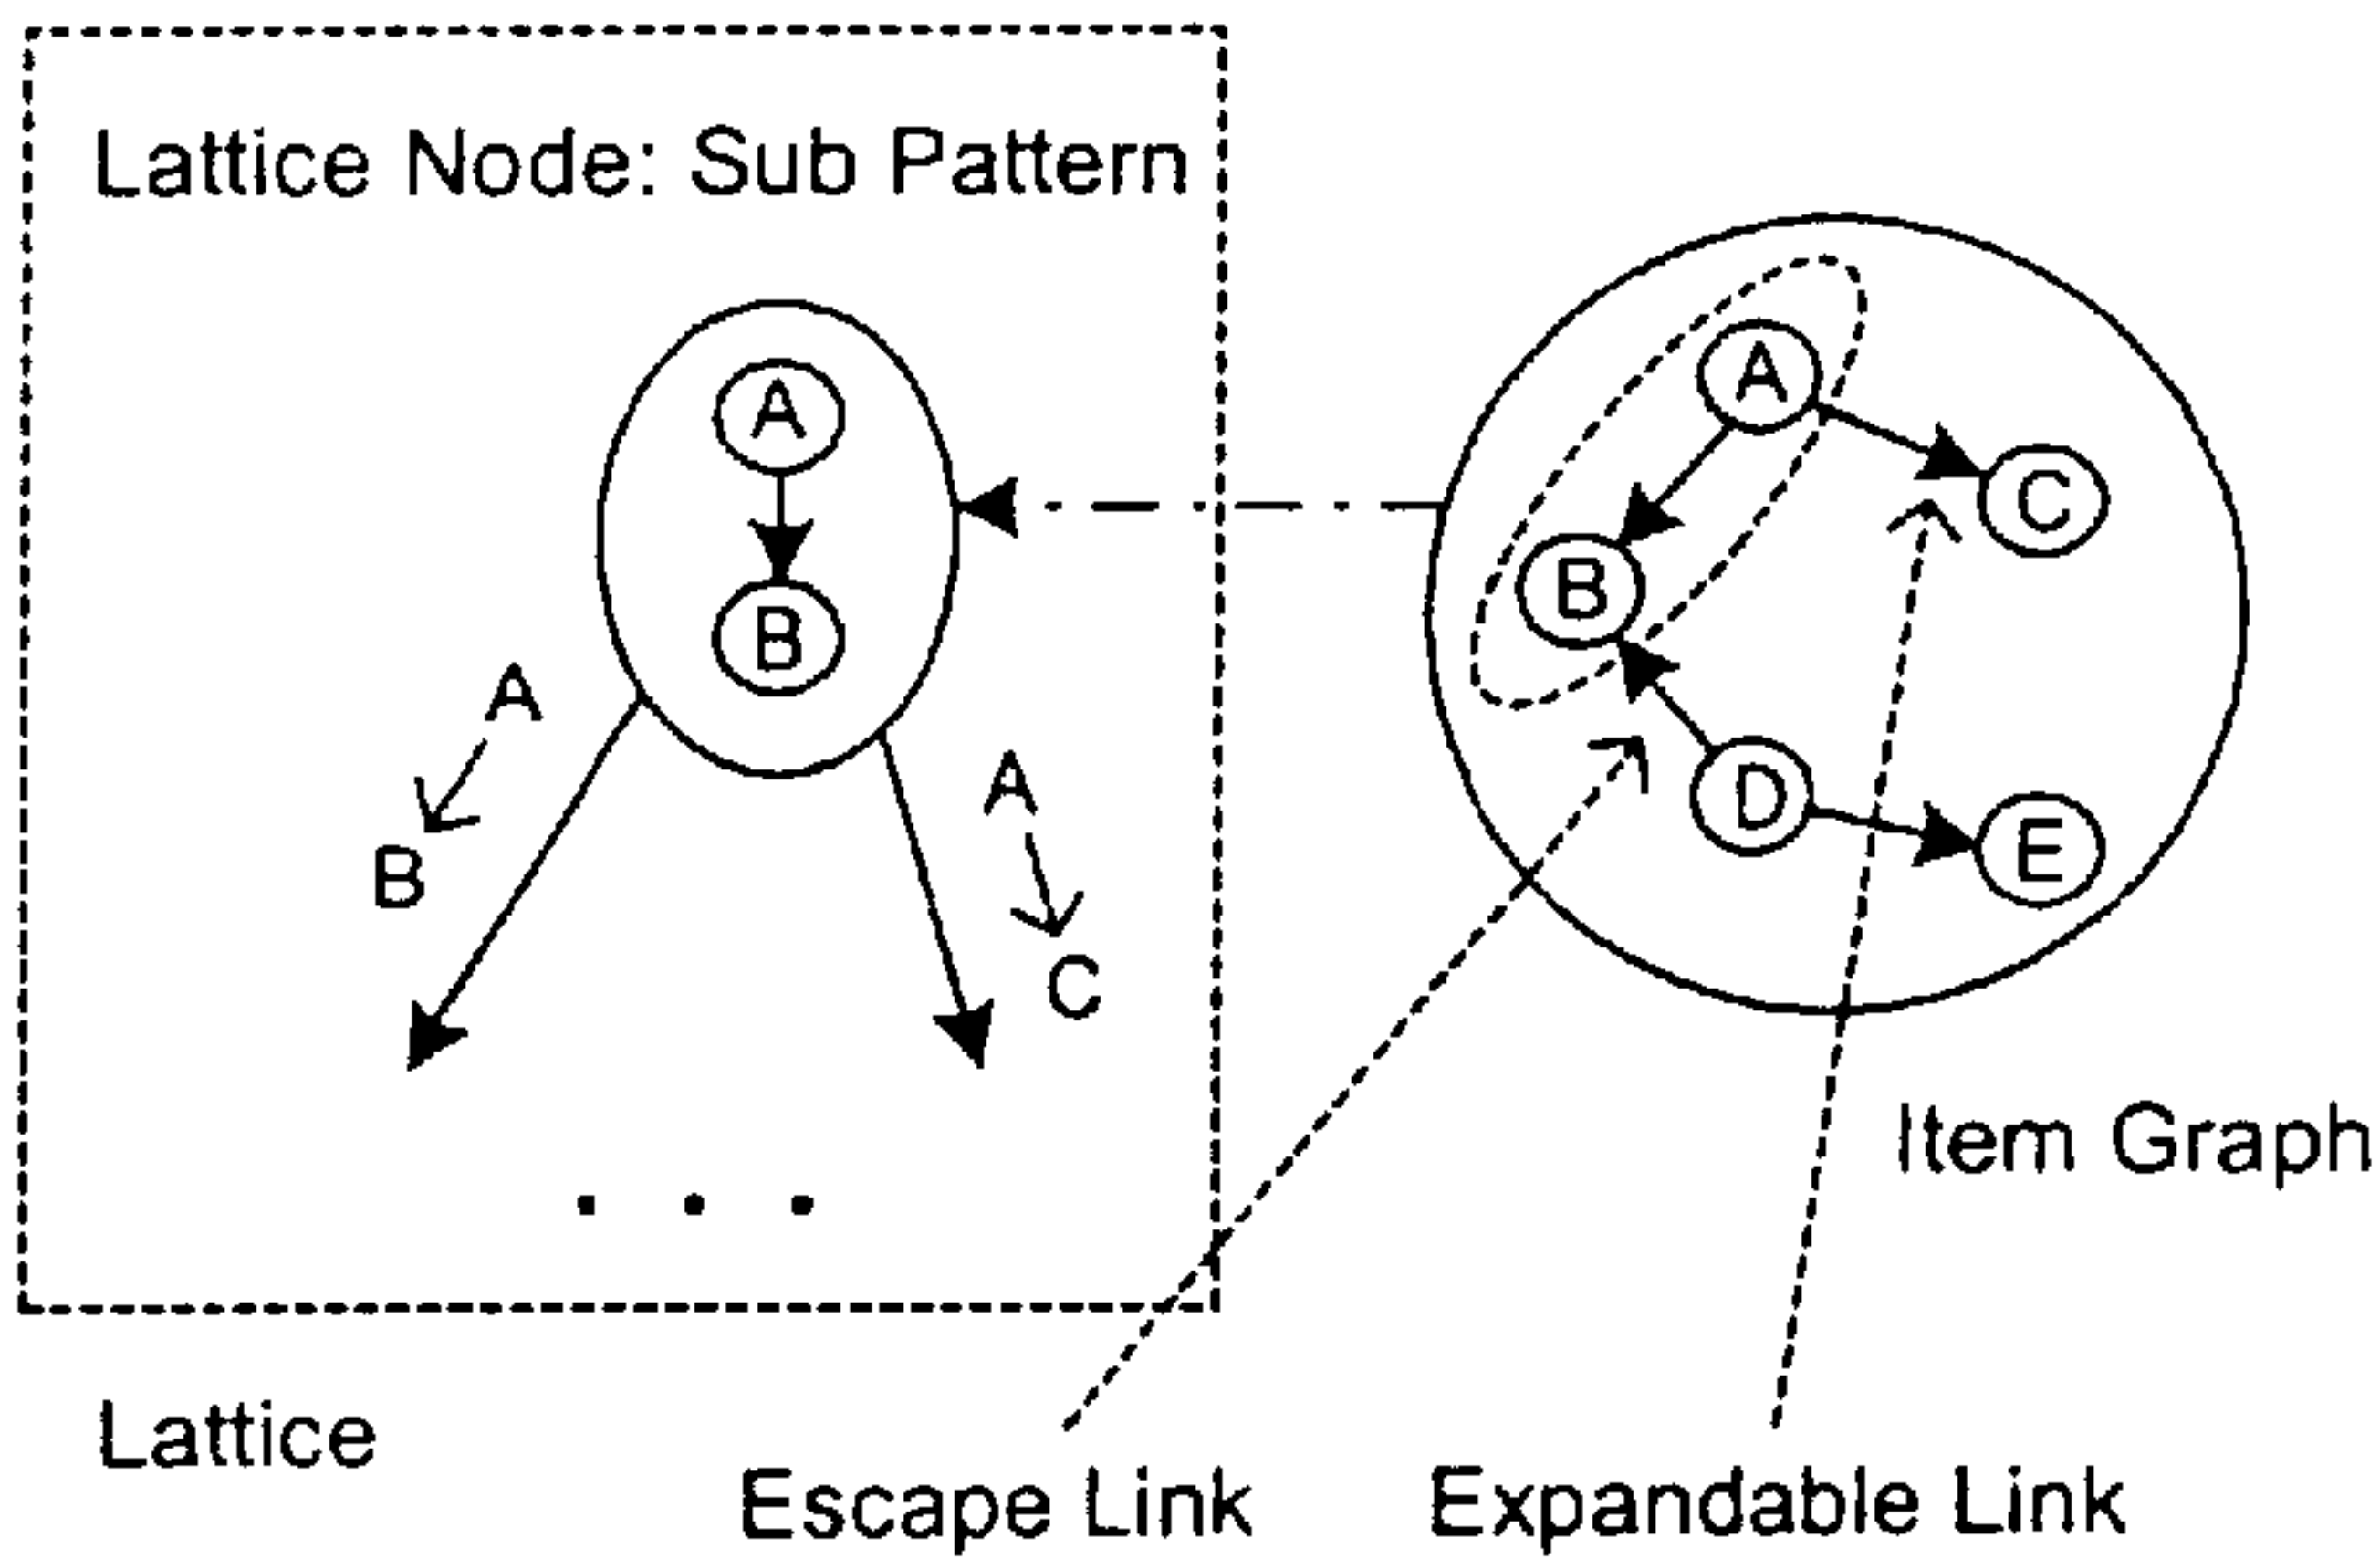 Lattice Node: Sub Pattern
A
B
A
B
A
C
A
C
B
D
E
Item Graph
Lattice
Escape Link
Expandable Link